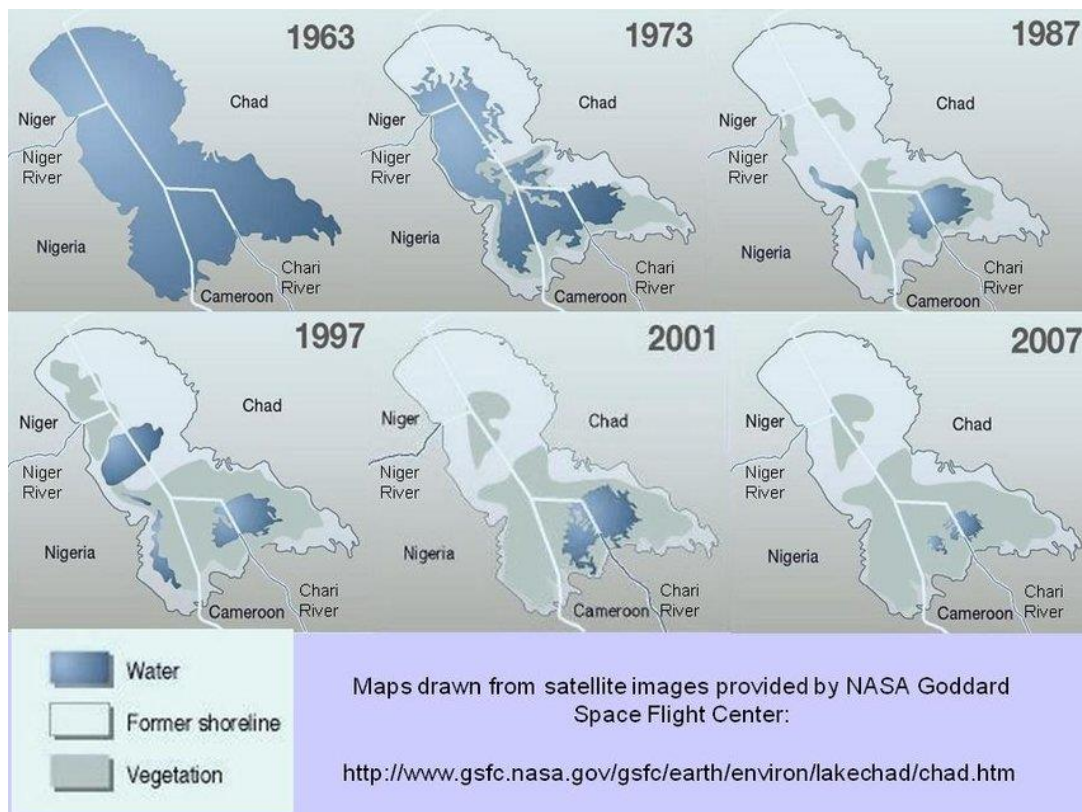 1963
Chad
Niger
Niger
River
Nigeria
Chari
River
Cameroon
1973
Chad
Niger
Niger
River
Nigeria
Chari
River
Cameroon
1987
Chad
Niger
Niger
River
Nigeria
Chari
River
Cameroon
1997
Chad
Niger
Niger
River
Nigeria
Chari
River
Cameroon
2001
Chad
Niger
Niger
River
Nigeria
Chari
River
Cameroon
2007
Chad
Niger
Niger
River
Nigeria
Chari
River
Cameroon
Water
Former shoreline
Vegetation
Maps drawn from satellite images provided by NASA Goddard
Space Flight Center:
http://www.gsfc.nasa.gov/gsfc/earth/environ/lakechad/chad.htm